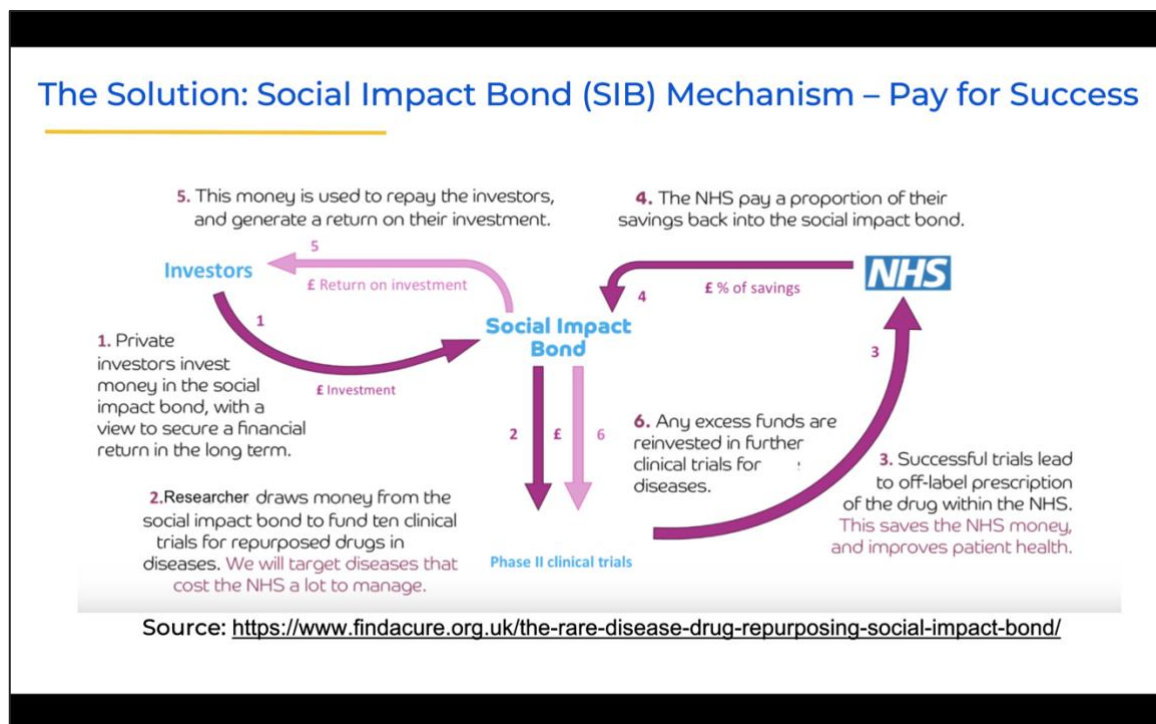 The Solution: Social Impact Bond (SIB) Mechanism – Pay for Success
5. This money is used to repay the investors,
and generate a return on their investment.
4. The NHS pay a proportion of their
savings back into the social impact bond.
5
Investors
£ Return on investment
NHS
£ % of savings
4
1
Social Impact
Bond
1. Private
investors invest
money in the social
impact bond, with a
view to secure a financial
return in the long term.
£ Investment
3
2
£
6
6. Any excess funds are
reinvested in further
clinical trials for
diseases.
3. Successful trials lead
to off-label prescription
of the drug within the NHS.
This saves the NHS money,
and improves patient health.
2.Researcher draws money from the
social impact bond to fund ten clinical
trials for repurposed drugs in
diseases. We will target diseases that
cost the NHS a lot to manage.
Phase II clinical trials
Source: https://www.findacure.org.uk/the-rare-disease-drug-repurposing-social-impact-bond/